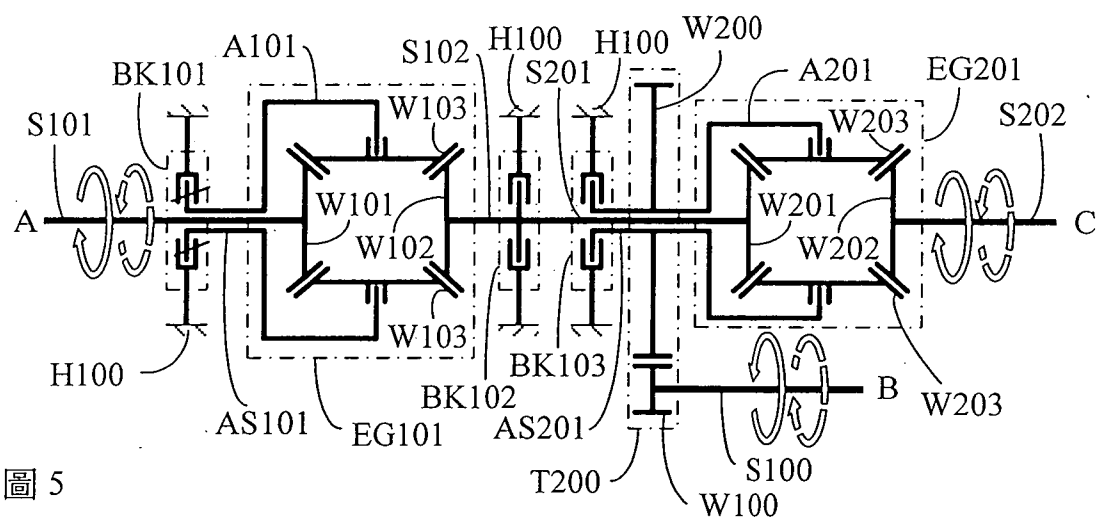 H100 H100
W200
S102
A101
S201
BK101
A201
EG201
W103
W203
S101
S202
A
W101
W201
C
W102
W202
W103
H100
BK103
BK102
B
W203
AS101
AS201
EG101
S100
T200
W100
圖 5